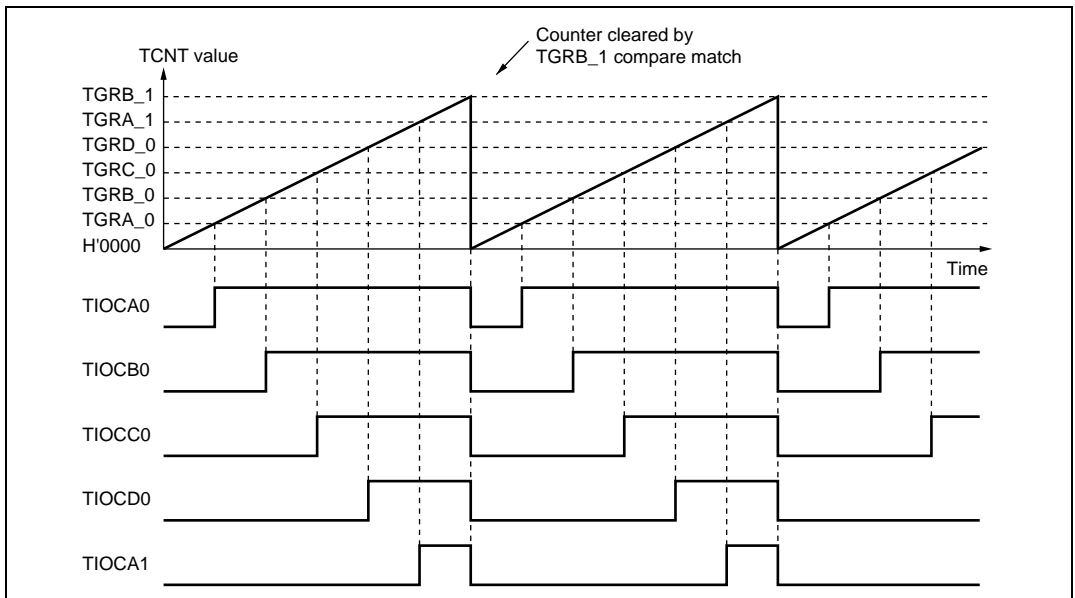 Counter cleared by
TGRB_1 compare match
TCNT value
TGRB_1
TGRA_1
TGRD_0
TGRC_0
TGRB_0
TGRA_0
H'0000
Time
TIOCA0
TIOCB0
TIOCC0
TIOCD0
TIOCA1